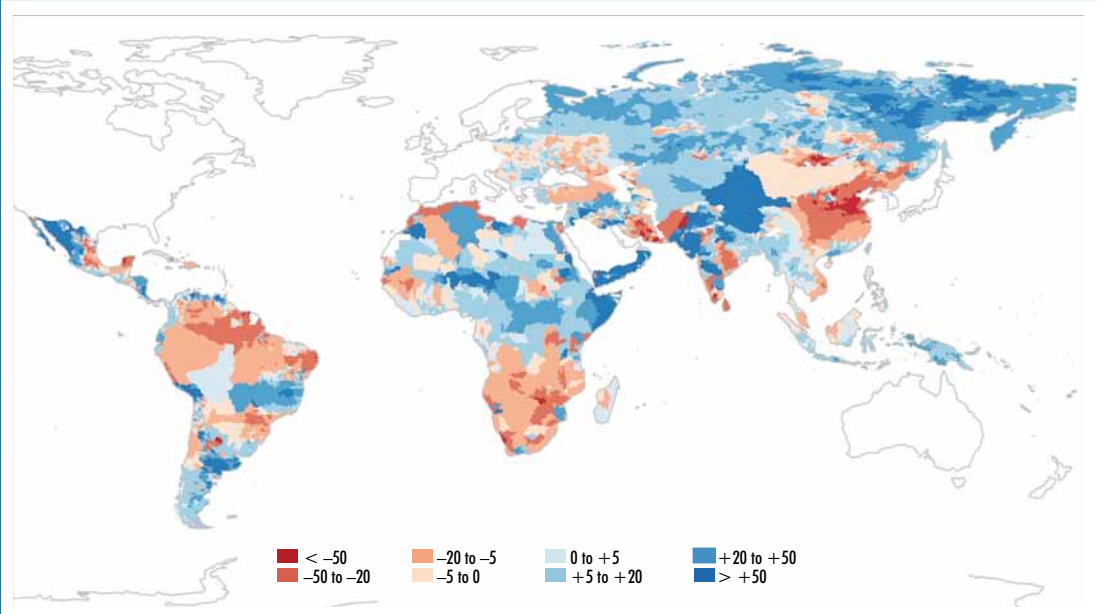 < –50 –20 to –5 0 to +5 +20 to +50
–50 to –20 –5 to 0 +5 to +20 > +50